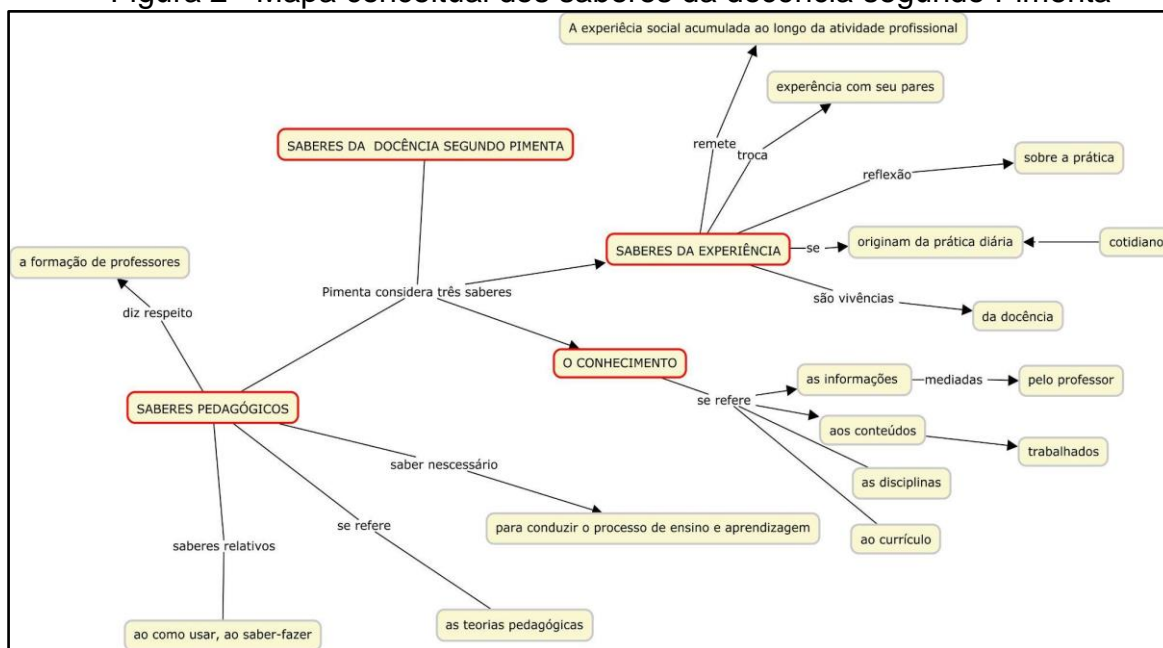 Figura 2 - Mapa conceitual dos saberes da docência segundo Pimenta
A experiêcia social acumulada ao longo da atividade profissional
experência com seu pares
SABERES DA DOCÊNCIA SEGUNDO PIMENTA
remete
troca
sobre a prática
reflexão
SABERES DA EXPERIÊNCIA
se
originam da prática diária
cotidiano
a formação de professores
Pimenta considera três saberes
são vivências
diz respeito
da docência
O CONHECIMENTO
as informações
mediadas
pelo professor
se refere
SABERES PEDAGÓGICOS
aos conteúdos
trabalhados
saber nescessário
as disciplinas
se refere
para conduzir o processo de ensino e aprendizagem
ao currículo
saberes relativos
as teorias pedagógicas
ao como usar, ao saber-fazer